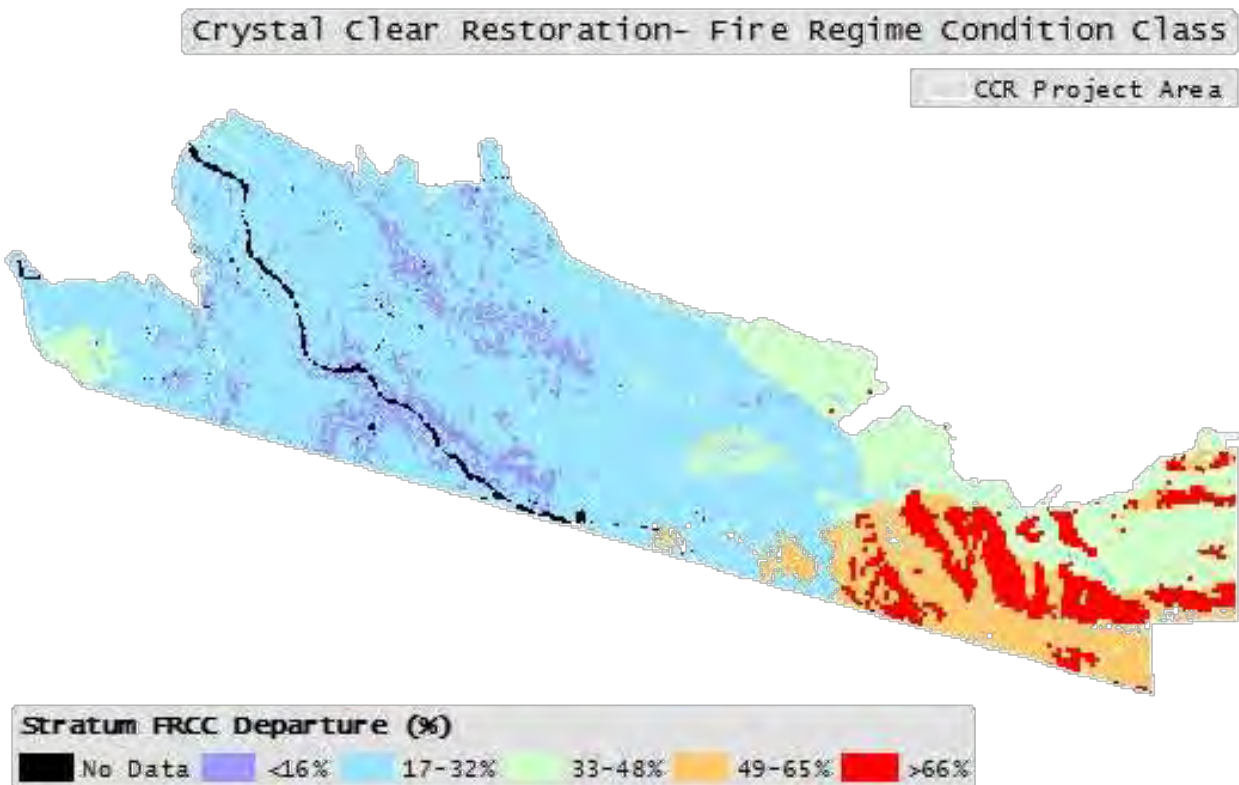 Crystal Clear Restoration- Fire Regime Condition Class
CCR Project Area
Stratum FRCC Departure (%)
No Data <16% 17-32% 33-48% 49-65% >66%